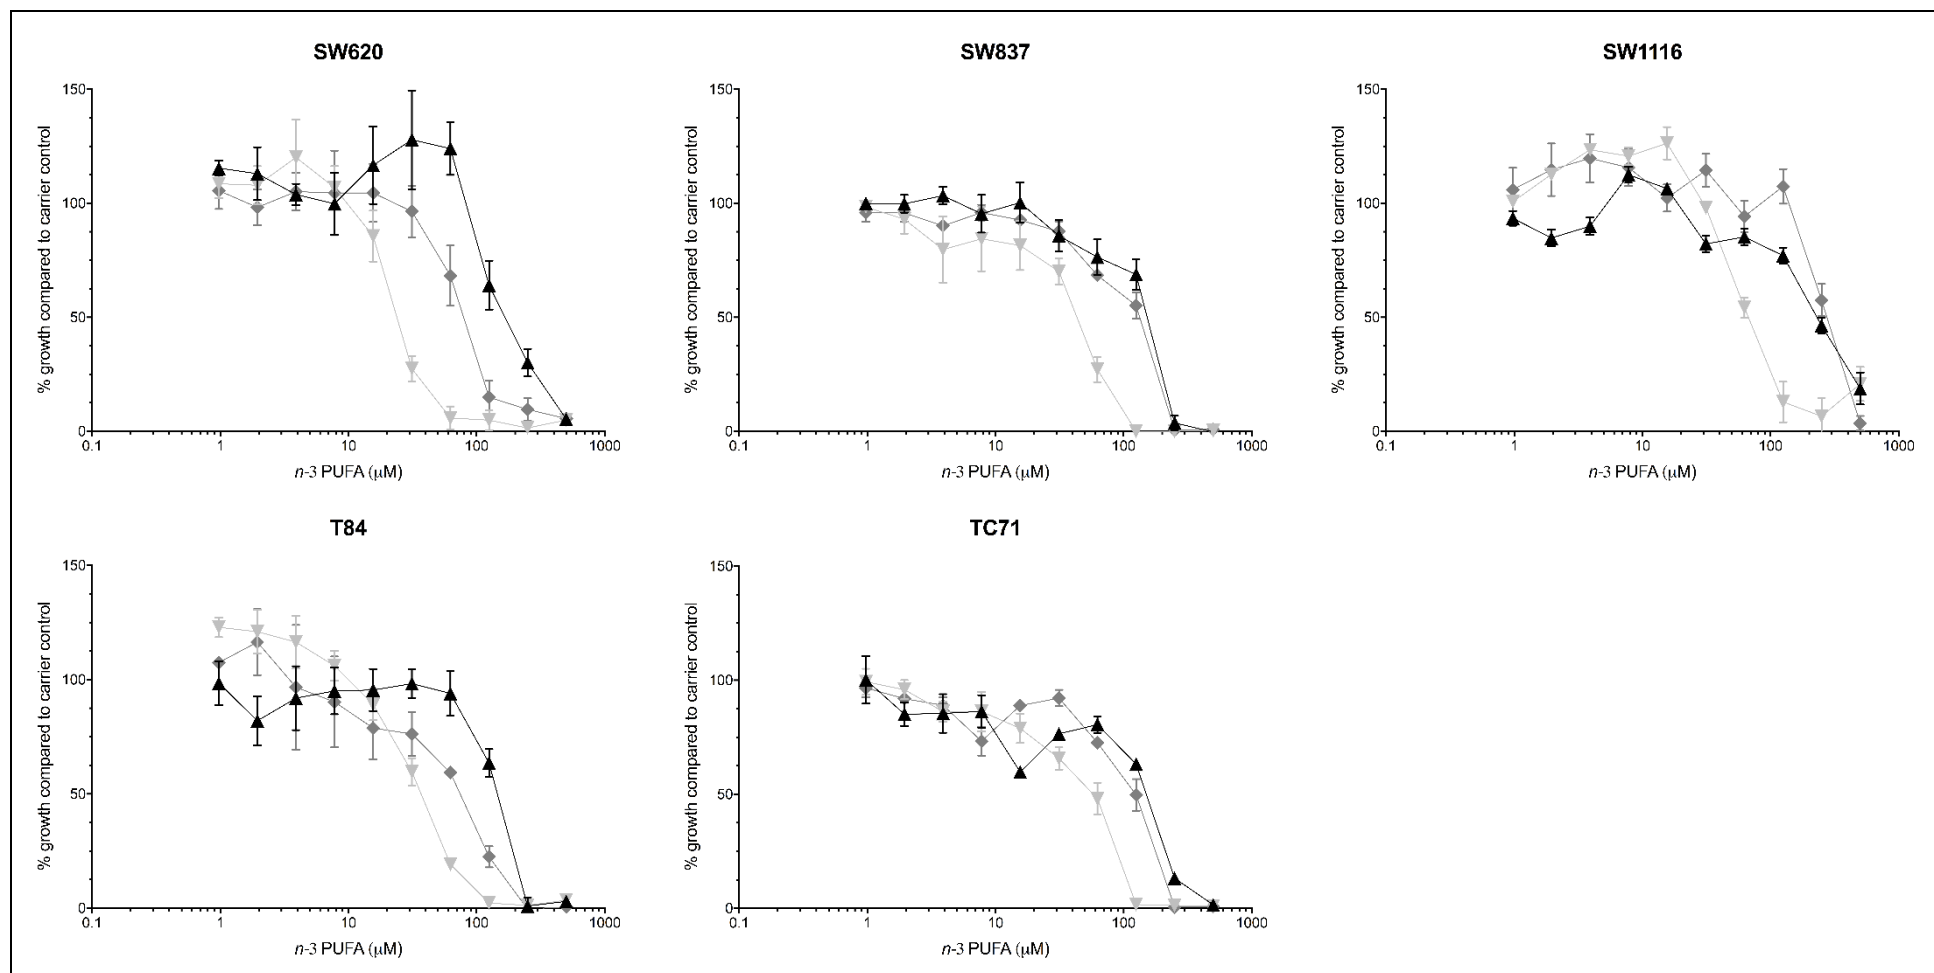 SW620
150
100
50
0
0.1 1 10 100 1000
% growth compared to carrier control
n-3 PUFA (μM)
SW837
150
100
50
0
0.1 1 10 100 1000
% growth compared to carrier control
n-3 PUFA (μM)
SW1116
150
100
50
0
0.1 1 10 100 1000
% growth compared to carrier control
n-3 PUFA (μM)
T84
150
100
50
0
0.1 1 10 100 1000
% growth compared to carrier control
n-3 PUFA (μM)
TC71
150
100
50
0
0.1 1 10 100 1000
% growth compared to carrier control
n-3 PUFA (μM)